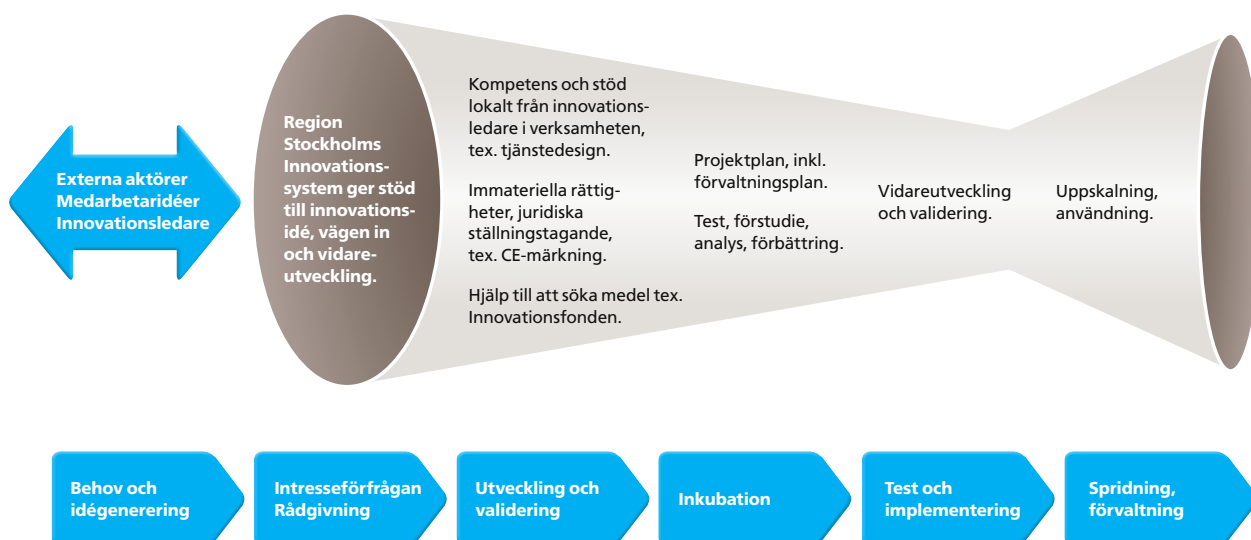 Externa aktörer
Medarbetaridéer
Innovationsledare
Region
Stockholms
Innovations-
system ger stöd
till innovations-
idé, vägen in
och vidare-
utveckling.
Kompetens och stöd
lokalt från innovations-
ledare i verksamheten,
tex. tjänstedesign.
Immateriella rättig-
heter, juridiska
ställningstagande,
tex. CE-märkning.
Hjälp till att söka medel tex.
Innovationsfonden.
Projektplan, inkl.
förvaltningsplan.
Test, förstudie,
analys, förbättring.
Vidareutveckling
och validering.
Uppskalning,
användning.
Behov och
idégenerering
Intresseförfrågan
Rådgivning
Utveckling och
validering
Inkubation
Test och
implementering
Spridning,
förvaltning